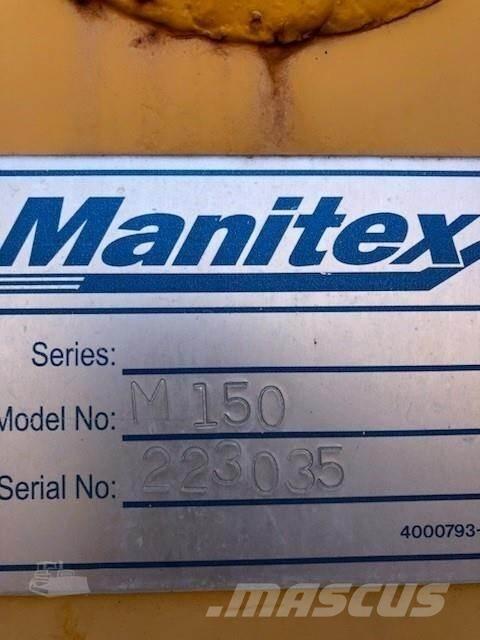 Manitex
Series:
Model No: M 150
Serial No: 223035
4000793-
MASCUS